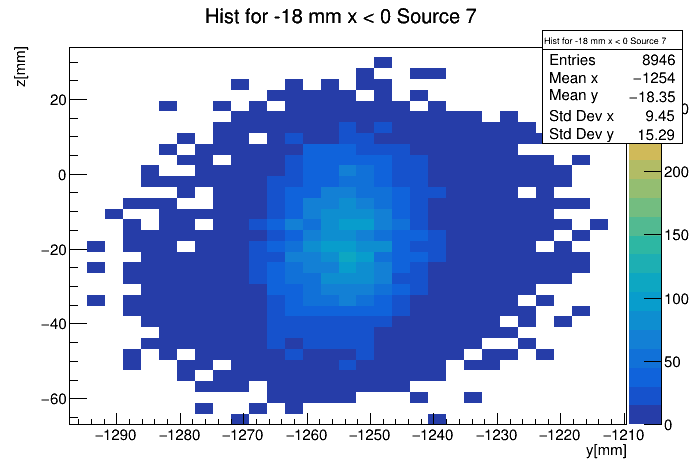 Hist for -18 mm x < 0 Source 7
Hist for -18 mm x < 0 Source 7
Entries 8946
Mean x −1254
Mean y −18.35
Std Dev x 9.45
Std Dev y 15.29
z[mm]
20
0
−20
−40
−60
−1290 −1280 −1270 −1260 −1250 −1240 −1230 −1220 −1210
y[mm]
200
150
100
50
0